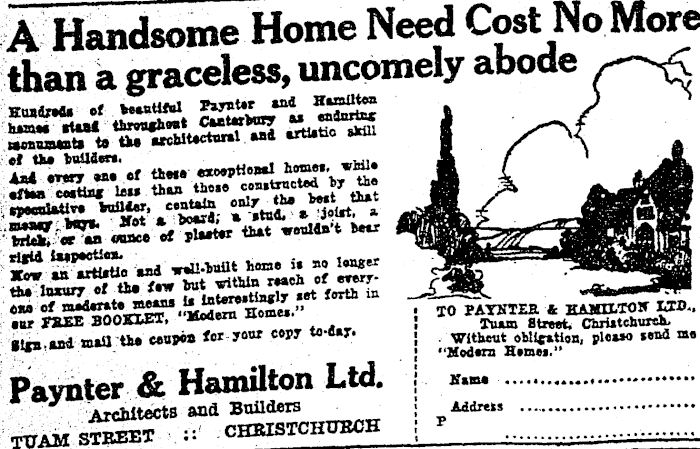 A Handsome Home Need Cost No More
than a graceless, uncomely abode
Hundreds of beautiful Paynter and Hamilton
homes stand throughout Canterbury as enduring
monuments to the architectural and artistic skill
of the builders.
And every one of these exceptional homes, while
often costing less than those constructed by the
speculative builder, contain only the best that
money buys. Not a board; a stud, a joist, a
brick, or an ounce of plaster that wouldn't bear
rigid inspection.
Now an artistic and well-built home is no longer
the luxury of the few but within reach of every-
one of moderate means is interestingly set forth in
our FREE BOOKLET, "Modern Homes."
Sign and mail the coupon for your copy to-day.
Paynter & Hamilton Ltd.
Architects and Builders
TUAM STREET :: CHRISTCHURCH
TO PAYNTER & HAMILTON LTD.,
Tuam Street, Christchurch.
Without obligation, please send me
"Modern Homes."
Name ........................
Address ........................
P
........................